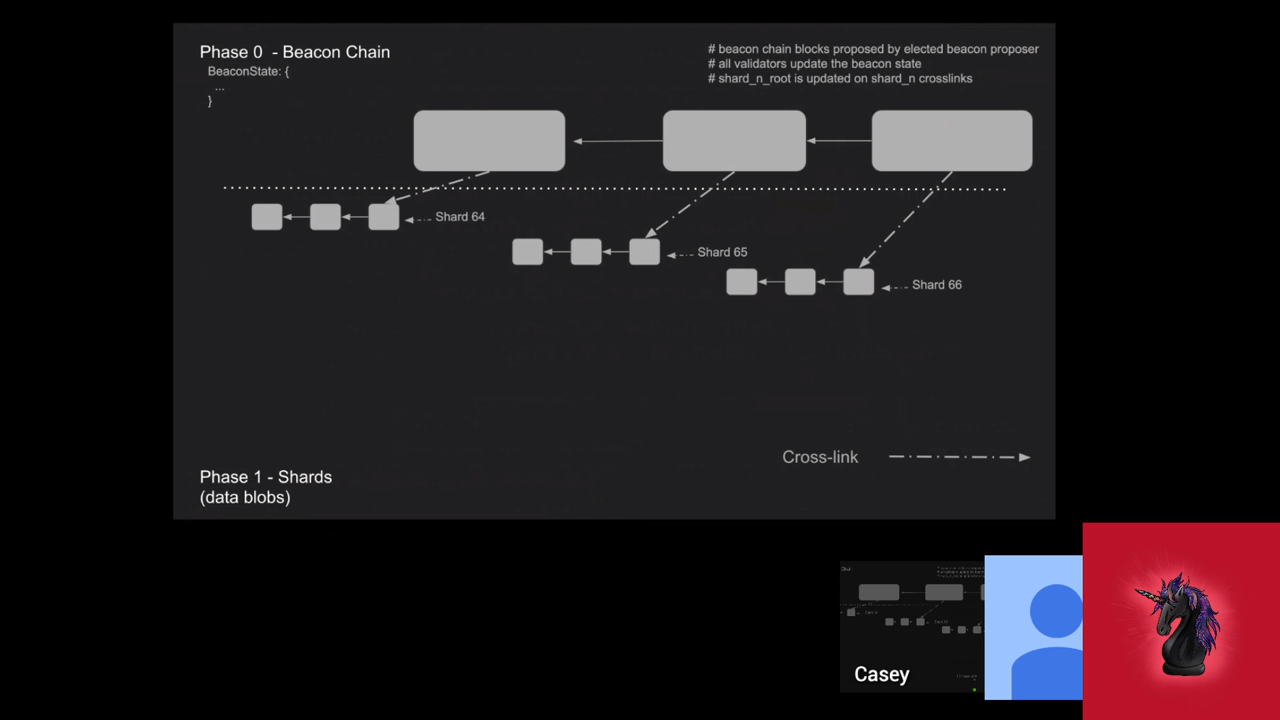 Phase 0 - Beacon Chain
BeaconState: {
...
}
# beacon chain blocks proposed by elected beacon proposer
# all validators update the beacon state
# shard_n_root is updated on shard_n crosslinks
Shard 64
Shard 65
Shard 66
Cross-link
Phase 1 - Shards
(data blobs)
Casey